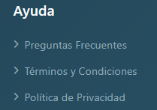 Ayuda
Preguntas Frecuentes
Términos y Condiciones
Política de Privacidad